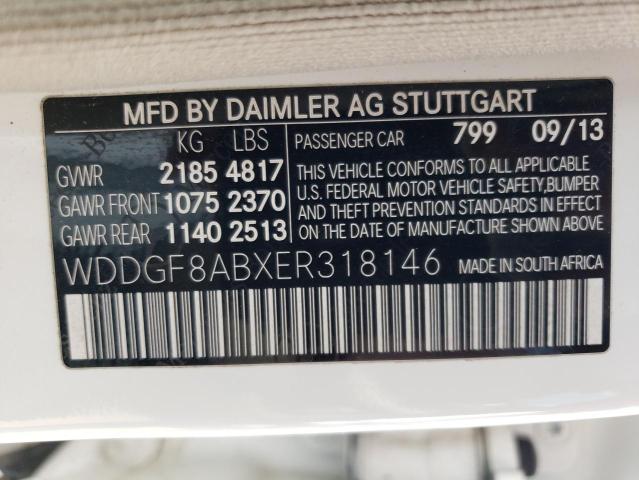 MFD BY DAIMLER AG STUTTGART
KG LBS PASSENGER CAR 799 09/13
GVWR 2185 4817
GAWR FRONT 1075 2370
GAWR REAR 1140 2513
THIS VEHICLE CONFORMS TO ALL APPLICABLE
U.S. FEDERAL MOTOR VEHICLE SAFETY, BUMPER
AND THEFT PREVENTION STANDARDS IN EFFECT
ON THE DATE OF MANUFACTURE SHOWN ABOVE.
WDDGF8ABXER318146 MADE IN SOUTH AFRICA